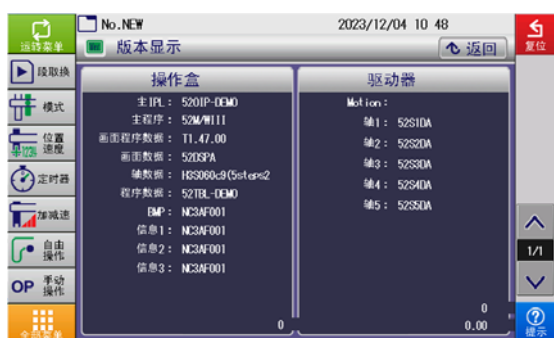 No.NEW
2023/12/04 10 48
运转菜单
版本显示
返回
复位
段取换
模式
位置
速度
定时器
加减速
自由
操作
OP 手动
操作
全部菜单
操作盒
主IPL： 520IP-DEMO
主程序： 52M/WIII
画面程序数据： T1.47.00
画面数据： 52DSPA
轴数据： H3S060c9(5steps2
程序数据： 52TBL-DEMO
BMP： NC3AF001
信息1： NC3AF001
信息2： NC3AF001
信息3： NC3AF001
0
驱动器
Motion：
轴1： 52S1DA
轴2： 52S2DA
轴3： 52S3DA
轴4： 52S4DA
轴5： 52S5DA
0
0.00
1/1
提示